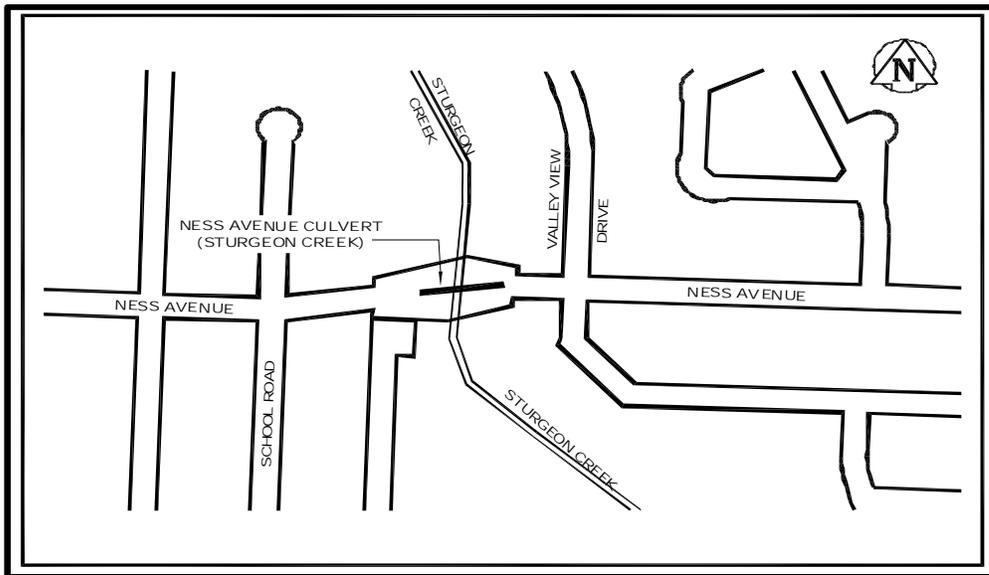 N
STURGEON
CREEK
VALLEY VIEW
DRIVE
NESS AVENUE CULVERT
(STURGEON CREEK)
NESS AVENUE
NESS AVENUE
SCHOOL ROAD
STURGEON CREEK